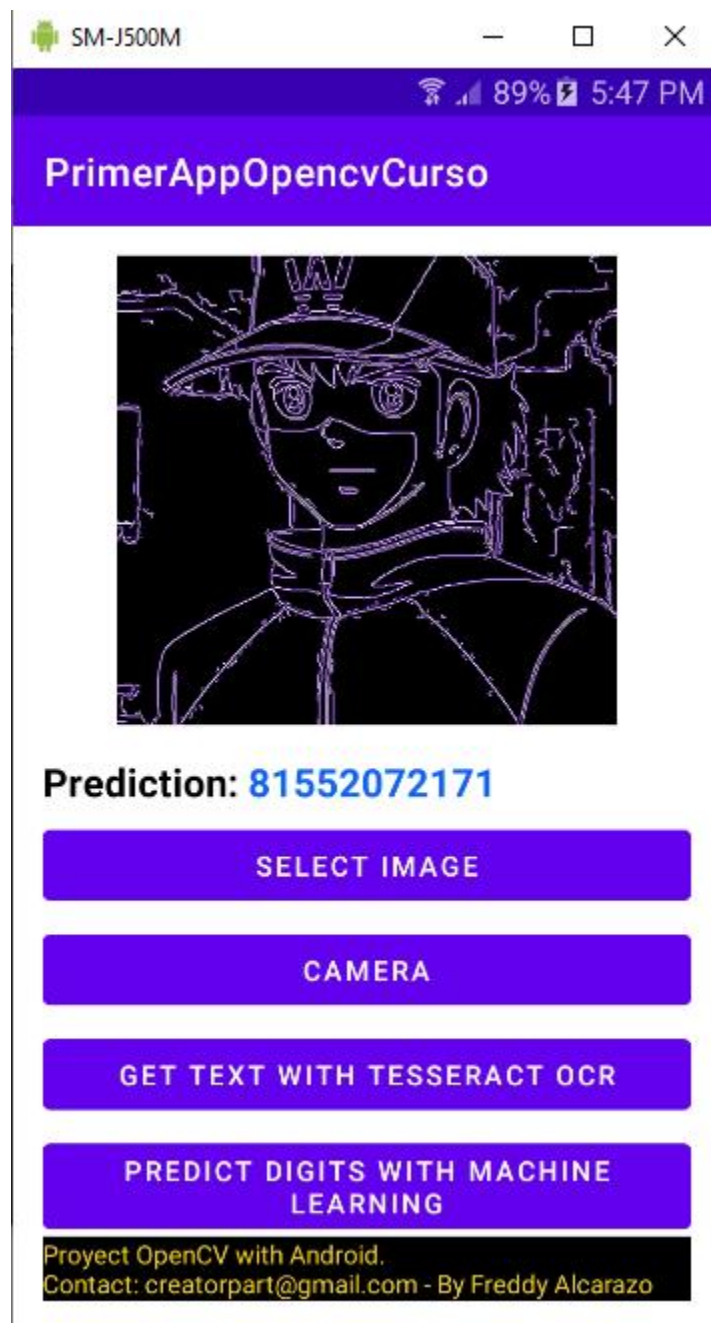 SM-J500M
89% 5:47 PM
PrimerAppOpencvCurso
W
Prediction: 81552072171
SELECT IMAGE
CAMERA
GET TEXT WITH TESSERACT OCR
PREDICT DIGITS WITH MACHINE
LEARNING
Proyect OpenCV with Android.
Contact: creatorpart@gmail.com - By Freddy Alcarazo